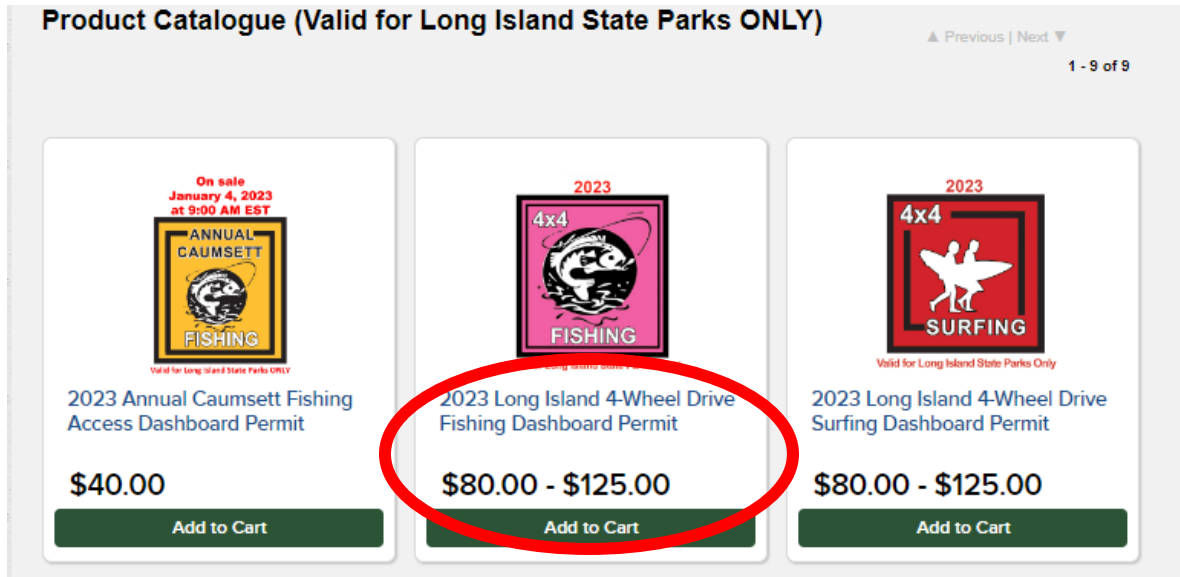 Product Catalogue (Valid for Long Island State Parks ONLY)
▲ Previous | Next ▼
1 - 9 of 9
On sale
January 4, 2023
at 9:00 AM EST
ANNUAL
CAUMSETT
FISHING
Valid for Long Island State Parks ONLY
2023 Annual Caumsett Fishing
Access Dashboard Permit
$40.00
Add to Cart
2023
4x4
FISHING
Long Island State
2023 Long Island 4-Wheel Drive
Fishing Dashboard Permit
$80.00 - $125.00
Add to Cart
2023
4x4
SURFING
Valid for Long Island State Parks Only
2023 Long Island 4-Wheel Drive
Surfing Dashboard Permit
$80.00 - $125.00
Add to Cart